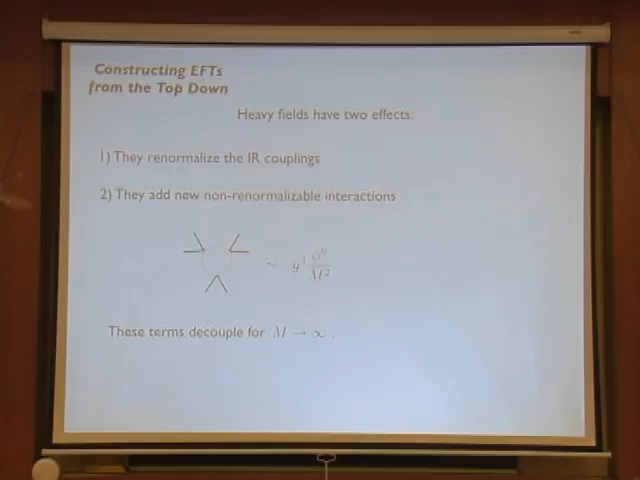 Constructing EFTs
from the Top Down
Heavy fields have two effects:
1) They renormalize the IR couplings
2) They add new non-renormalizable interactions
These terms decouple for M → ∞ .